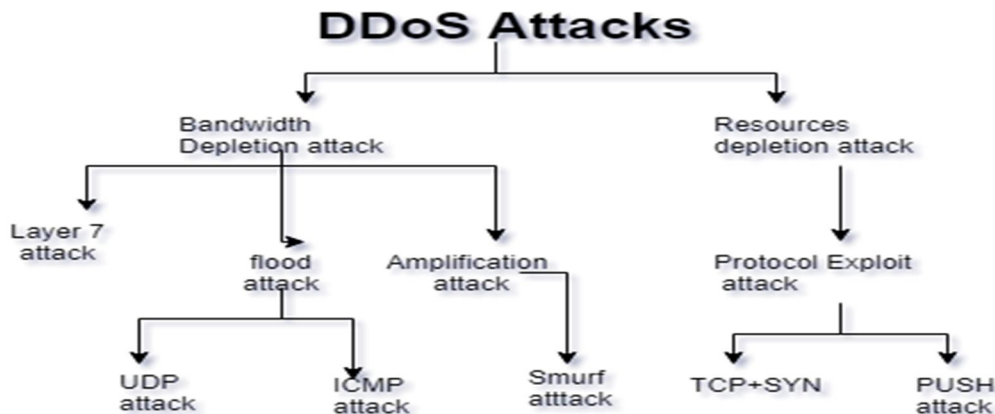 DDoS Attacks
Bandwidth
Depletion attack
Resources
depletion attack
Layer 7
attack
flood
attack
Amplification
attack
Protocol Exploit
attack
UDP
attack
ICMP
attack
Smurf
atttack
TCP+SYN
PUSH
attack